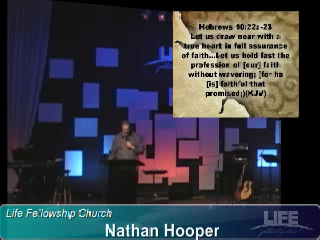 Hebrews 10:22a-23
Let us draw near with a
true heart in full assurance
of faith...Let us hold fast the
profession of [our] faith
without wavering; [for he
[is] faithful that
promised;)(KJV)
Life Fellowship Church
LIFE
Nathan Hooper